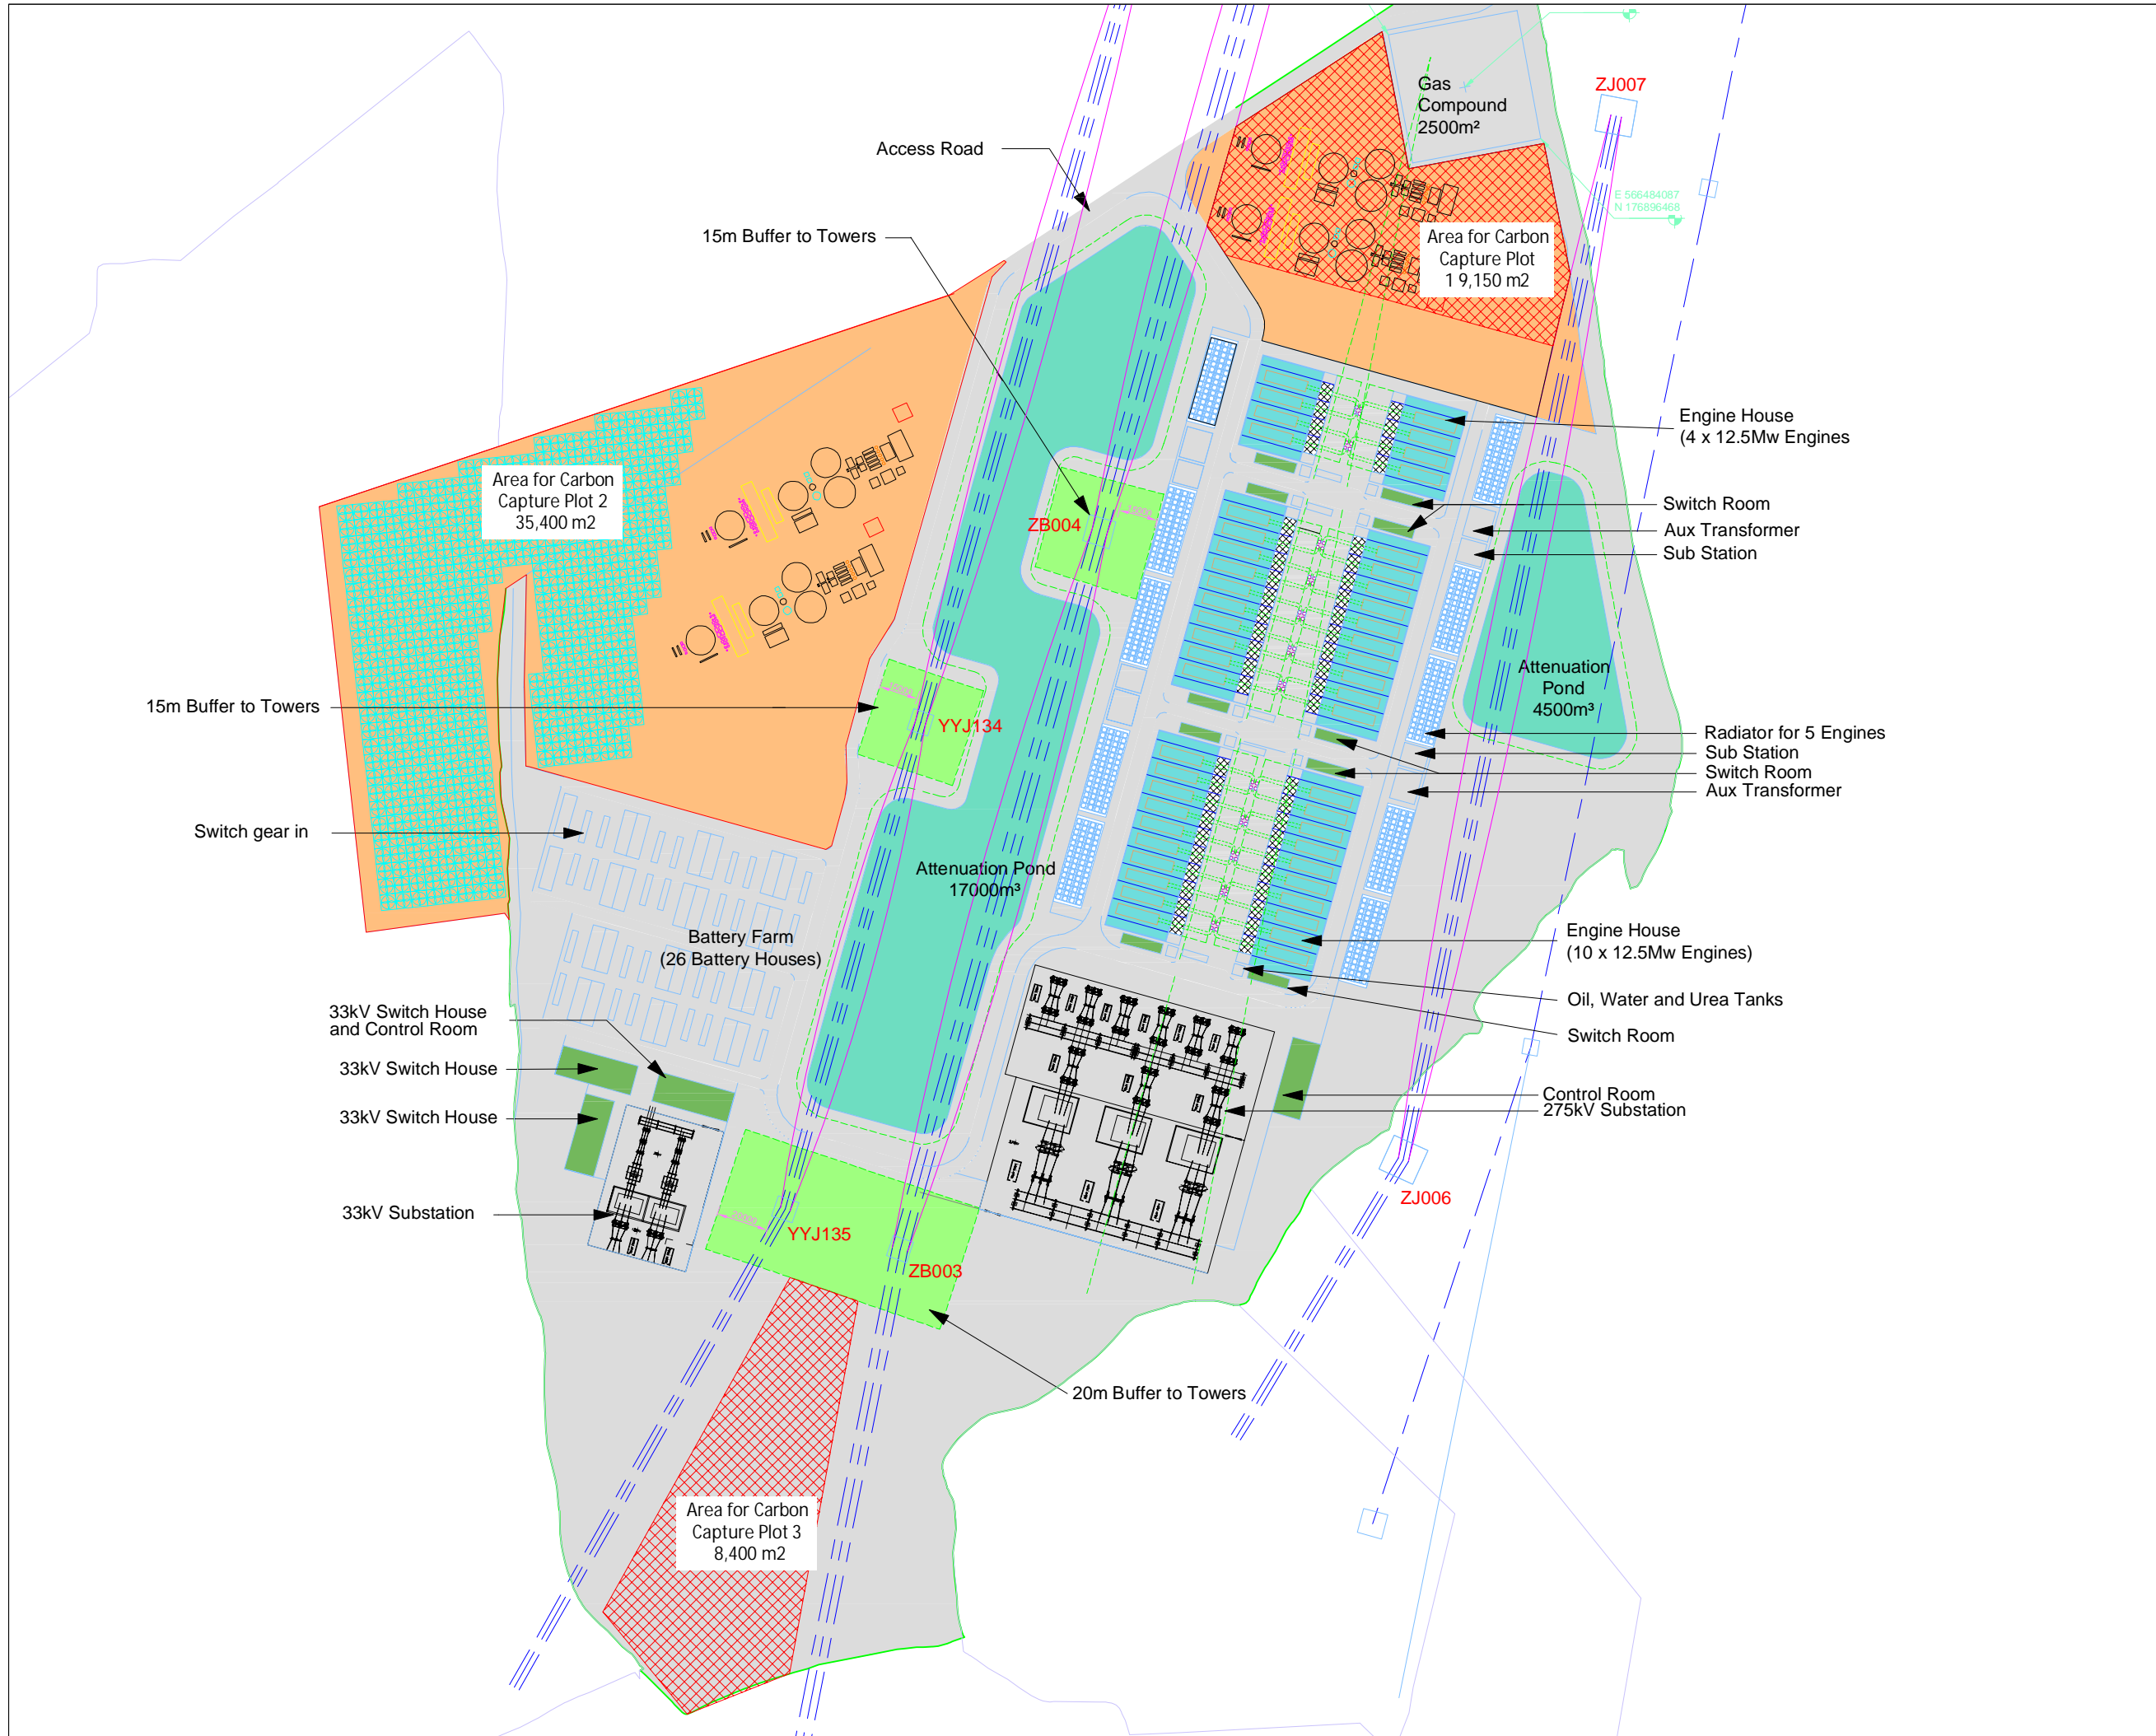 ZJ007
Gas
Compound
2500m²
Access Road
E 566484087
N 176896468
15m Buffer to Towers
Area for Carbon
Capture Plot
1 9,150 m2
Engine House
(4 x 12.5Mw Engines
Area for Carbon
Capture Plot 2
35,400 m2
Switch Room
ZB004
15000
Aux Transformer
Sub Station
Attenuation
Pond
4500m³
15000
15m Buffer to Towers
YYJ134
Radiator for 5 Engines
Sub Station
Switch Room
Aux Transformer
Switch gear in
Attenuation Pond
17000m³
Battery Farm
(26 Battery Houses)
Engine House
(10 x 12.5Mw Engines)
Oil, Water and Urea Tanks
33kV Switch House
and Control Room
Switch Room
33kV Switch House
Control Room
275kV Substation
33kV Switch House
ZJ006
33kV Substation
20000
YYJ135
ZB003
20m Buffer to Towers
Area for Carbon
Capture Plot 3
8,400 m2